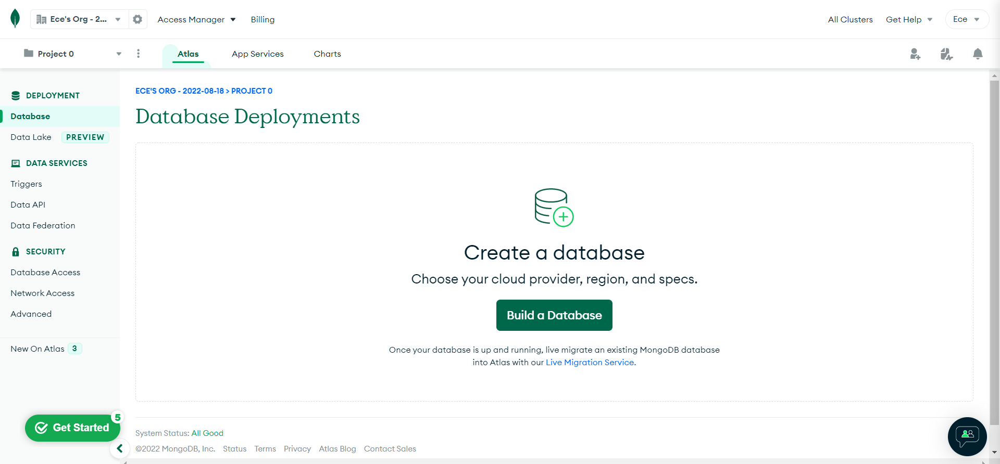 Ece's Org - 2...
Access Manager
Billing
All Clusters
Get Help
Ece
Project 0
Atlas
App Services
Charts
DEPLOYMENT
Database
Data Lake PREVIEW
DATA SERVICES
Triggers
Data API
Data Federation
SECURITY
Database Access
Network Access
Advanced
New On Atlas 3
Get Started 5
ECE'S ORG - 2022-08-18 > PROJECT 0
Database Deployments
Create a database
Choose your cloud provider, region, and specs.
Build a Database
Once your database is up and running, live migrate an existing MongoDB database
into Atlas with our Live Migration Service.
System Status: All Good
©2022 MongoDB, Inc. Status Terms Privacy Atlas Blog Contact Sales